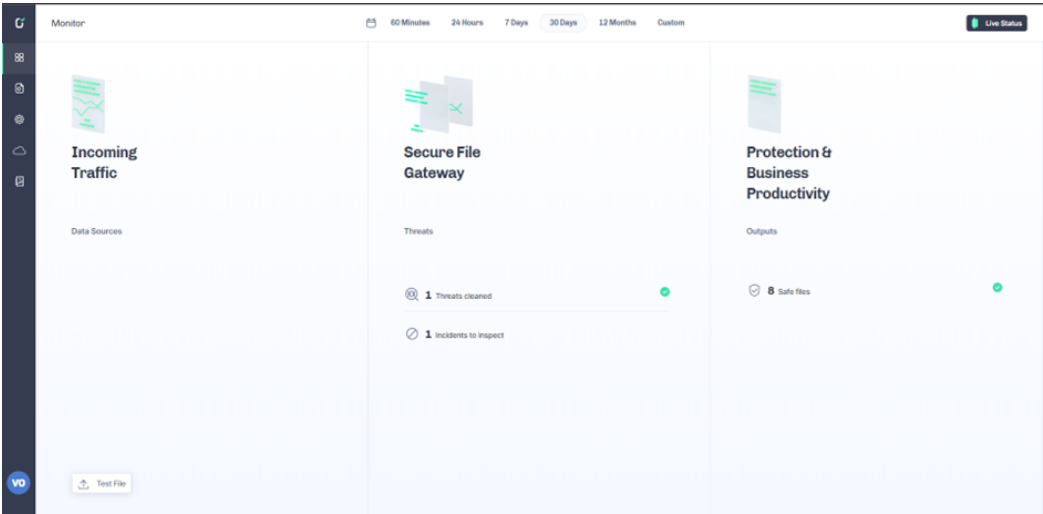 Monitor
60 Minutes 24 Hours 7 Days 30 Days 12 Months Custom
Live Status
Incoming
Traffic
Data Sources
Secure File
Gateway
Threats
1 Threats cleaned
1 Incidents to inspect
Protection &
Business
Productivity
Outputs
8 Safe files
VO
Test File